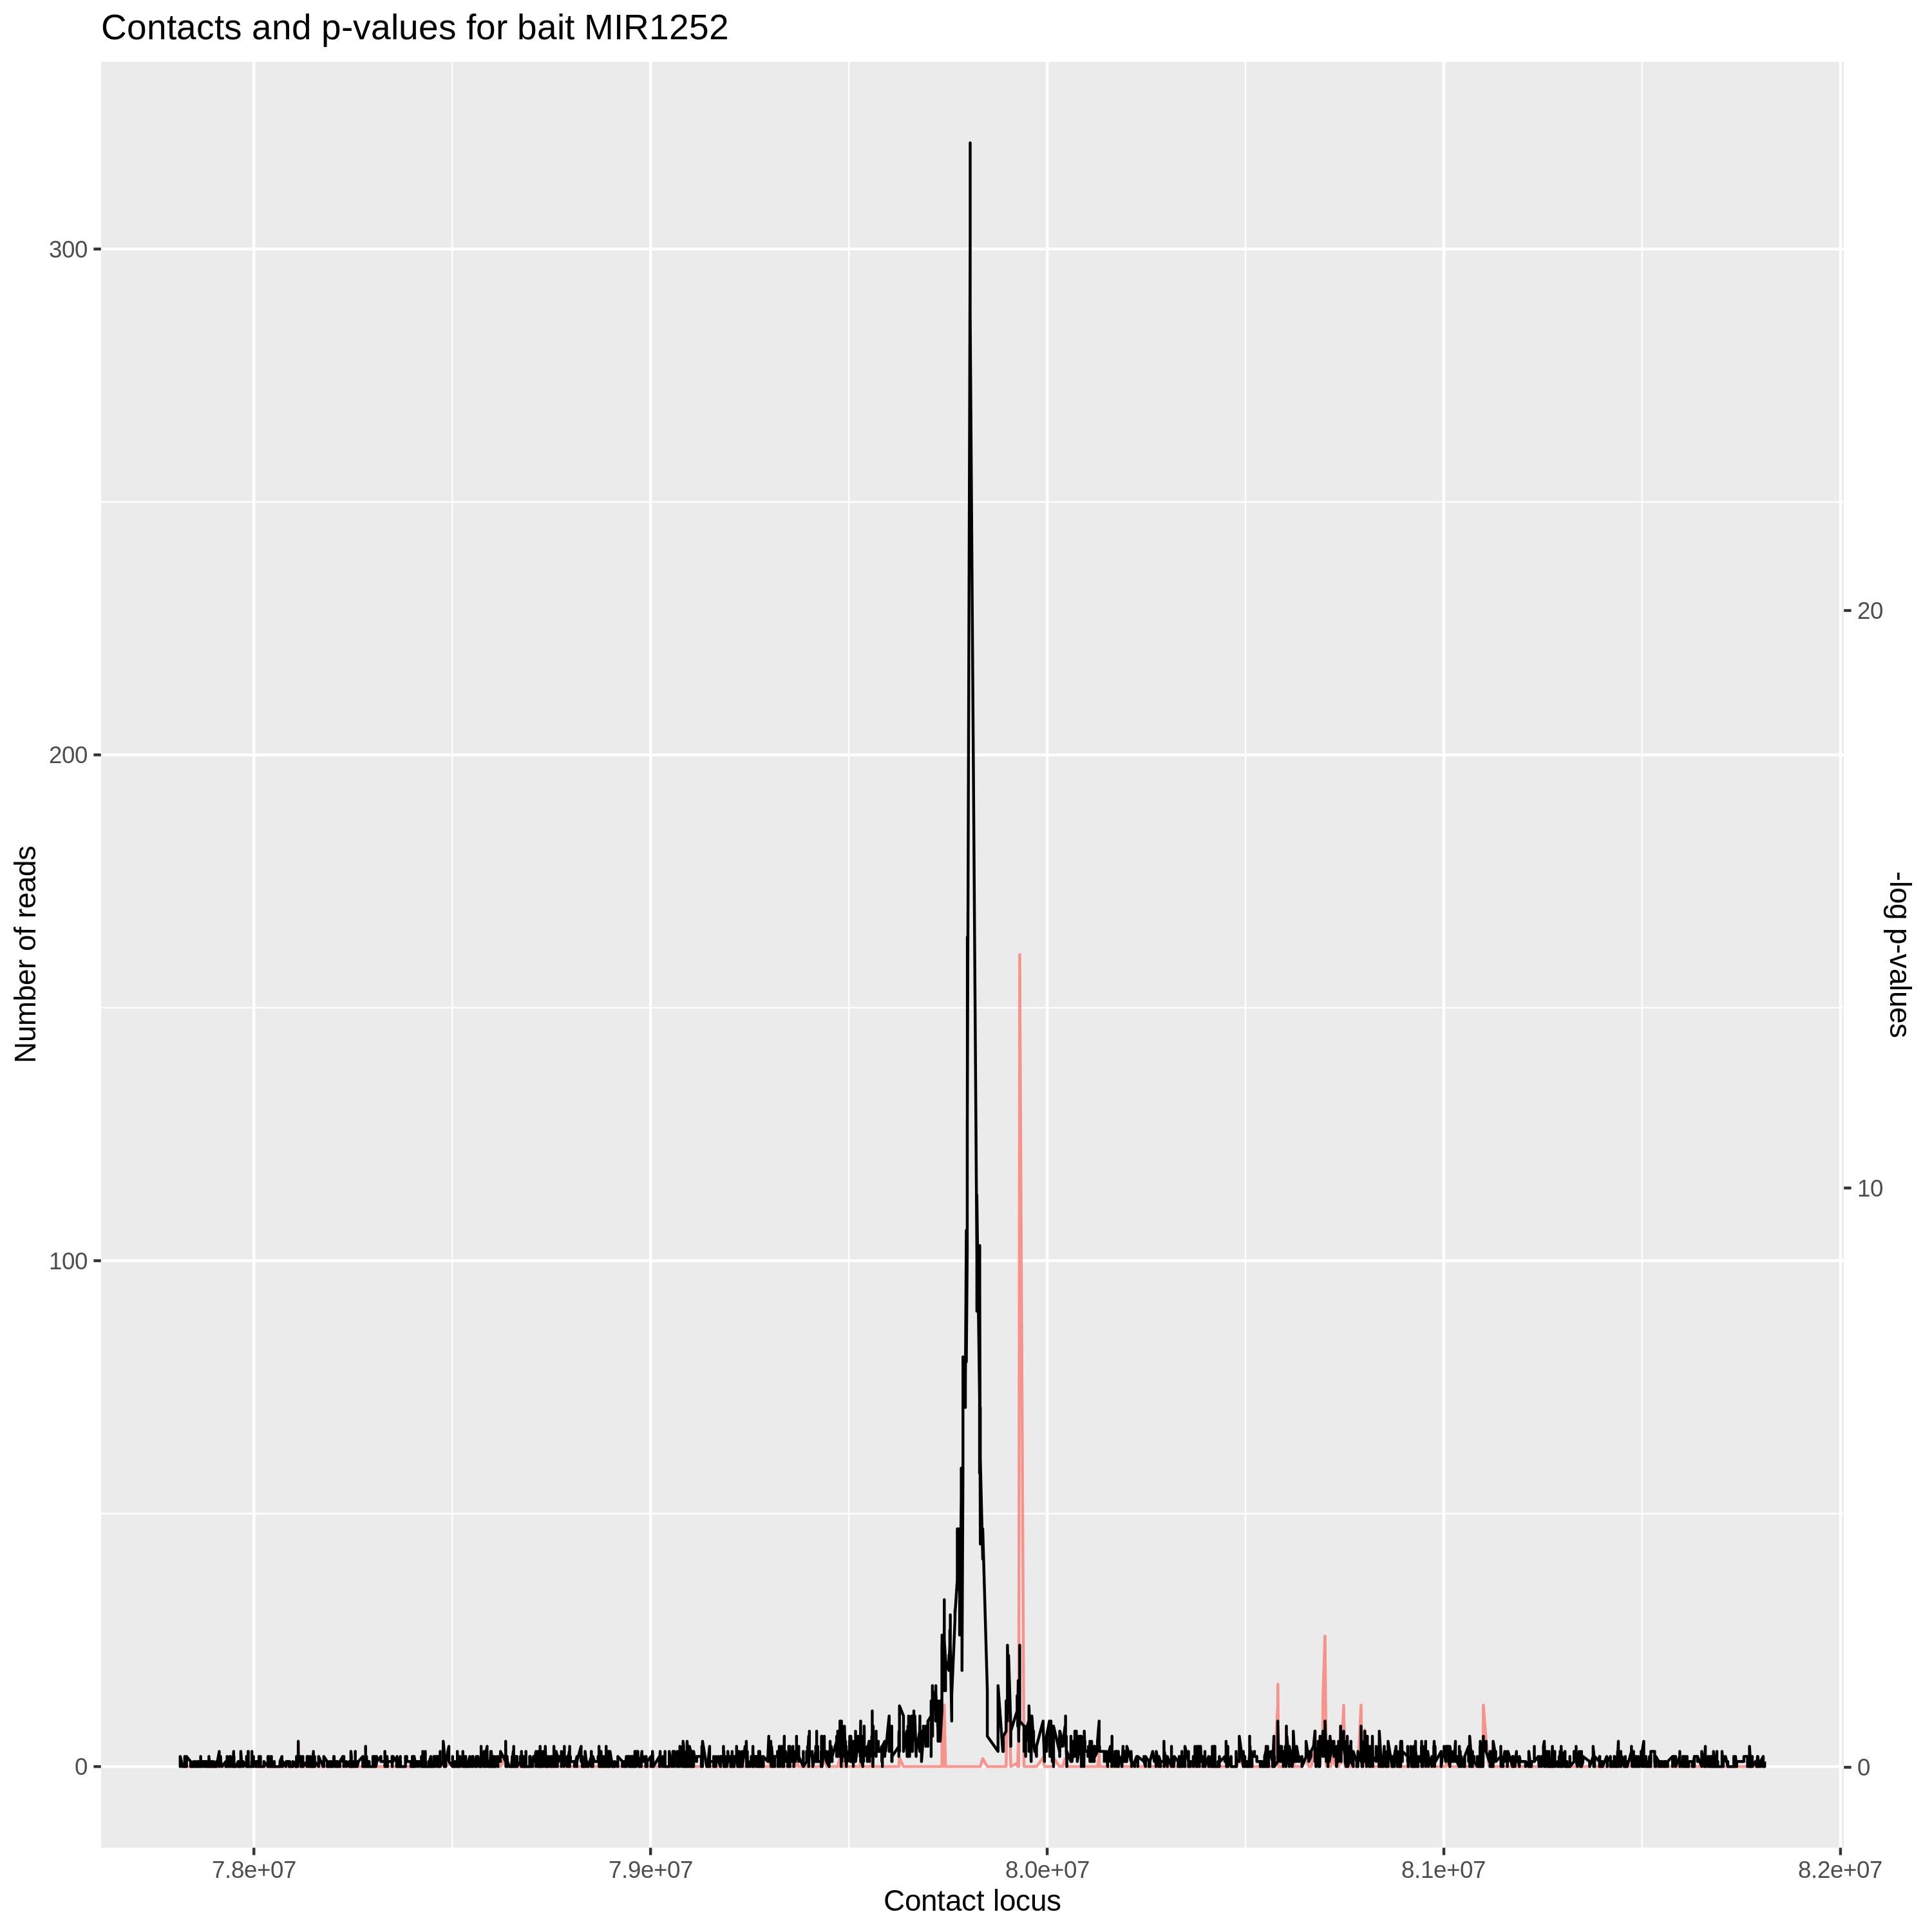 Contacts and p-values for bait MIR1252
300
200
100
0
Number of reads
20
10
0
-log p-values
7.8e+07
7.9e+07
8.0e+07
8.1e+07
8.2e+07
Contact locus